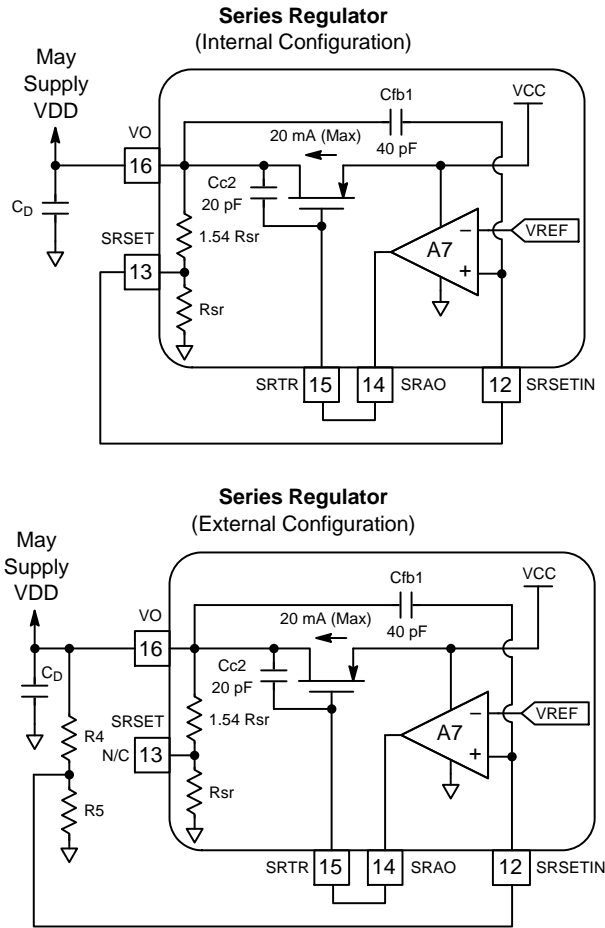 Series Regulator
(Internal Configuration)
May
Supply
VDD
Cfb1
VCC
VO
20 mA (Max)
40 pF
16
Cc2
20 pF
CD
1.54 Rsr
VREF
A7
−
+
SRSET
13
Rsr
SRTR
15
14
SRAO
12
SRSETIN
Series Regulator
(External Configuration)
May
Supply
VDD
Cfb1
VCC
VO
20 mA (Max)
40 pF
16
Cc2
20 pF
CD
1.54 Rsr
VREF
A7
−
+
R4
SRSET
N/C
13
Rsr
R5
SRTR
15
14
SRAO
12
SRSETIN